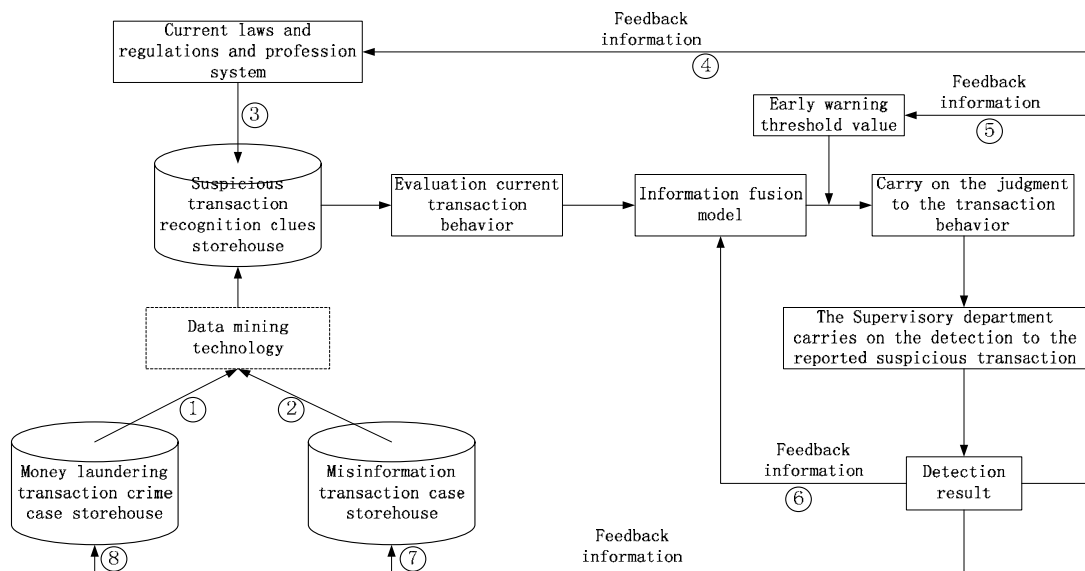 Current laws and
regulations and profession
system
Feedback
information
④
Feedback
information
⑤
Early warning
threshold value
③
Suspicious
transaction
recognition clues
storehouse
Evaluation current
transaction
behavior
Information fusion
model
Carry on the judgment
to the transaction
behavior
Data mining
technology
The Supervisory department
carries on the detection to the
reported suspicious transaction
①
②
Money laundering
transaction crime
case storehouse
Misinformation
transaction case
storehouse
Feedback
information
⑥
Detection
result
⑧
⑦
Feedback
information